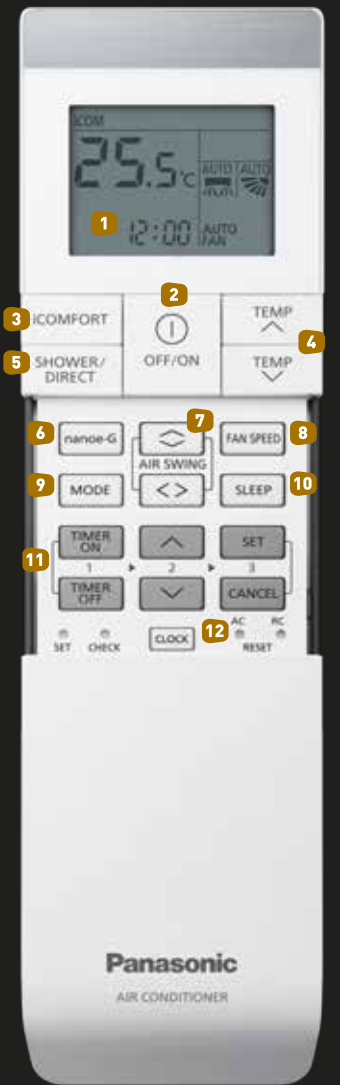 iCOM
25.5°C
AUTO AUTO
1
12:00
AUTO
FAN
2
3
iCOMFORT
OFF/ON
TEMP
4
5
SHOWER/
DIRECT
TEMP
6
nanoe-G
7
AIR SWING
FAN SPEED
8
9
MODE
SLEEP
10
11
TIMER
ON
SET
1
2
3
TIMER
OFF
CANCEL
SET
CHECK
CLOCK
12
AC
RC
RESET
Panasonic
AIR CONDITIONER